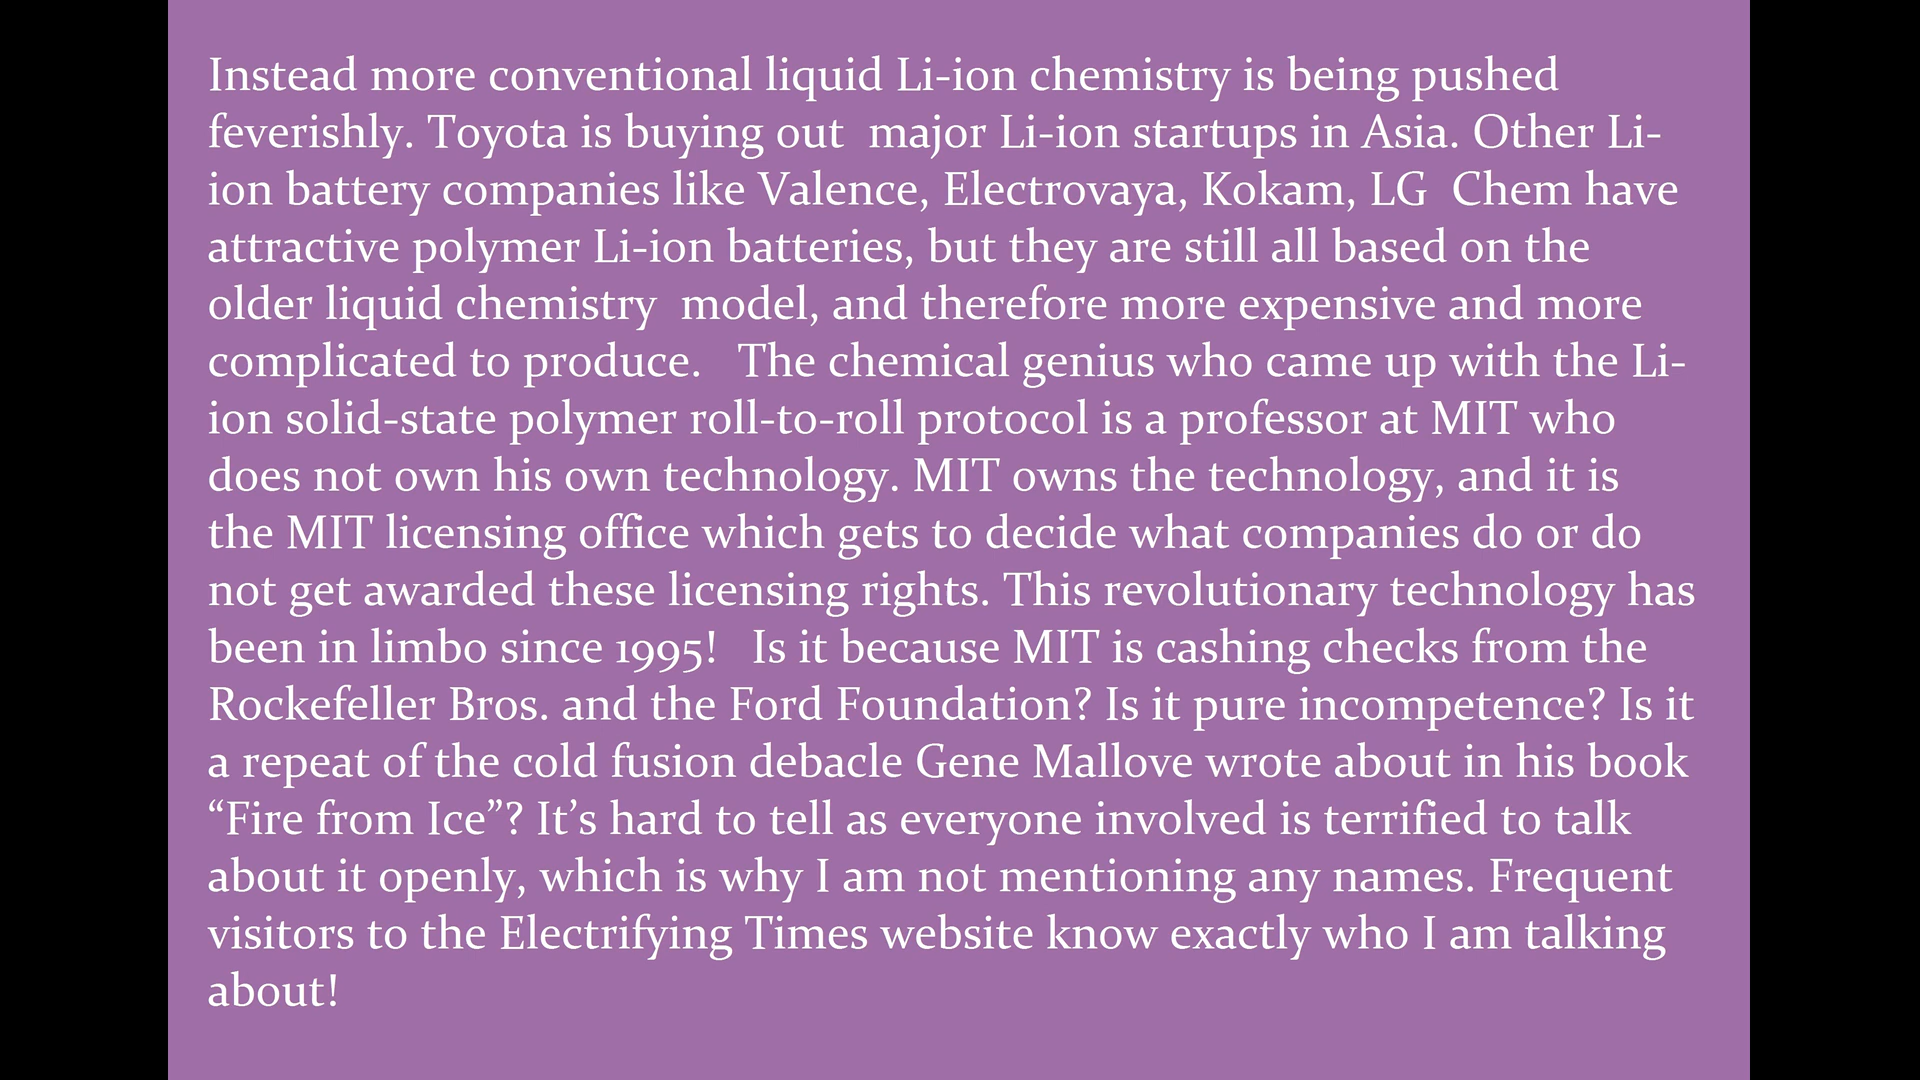 Instead more conventional liquid Li-ion chemistry is being pushed
feverishly. Toyota is buying out  major Li-ion startups in Asia. Other Li-
ion battery companies like Valence, Electrovaya, Kokam, LG  Chem have
attractive polymer Li-ion batteries, but they are still all based on the
older liquid chemistry  model, and therefore more expensive and more
complicated to produce.   The chemical genius who came up with the Li-
ion solid-state polymer roll-to-roll protocol is a professor at MIT who
does not own his own technology. MIT owns the technology, and it is
the MIT licensing office which gets to decide what companies do or do
not get awarded these licensing rights. This revolutionary technology has
been in limbo since 1995!   Is it because MIT is cashing checks from the
Rockefeller Bros. and the Ford Foundation? Is it pure incompetence? Is it
a repeat of the cold fusion debacle Gene Mallove wrote about in his book
“Fire from Ice”? It’s hard to tell as everyone involved is terrified to talk
about it openly, which is why I am not mentioning any names. Frequent
visitors to the Electrifying Times website know exactly who I am talking
about!